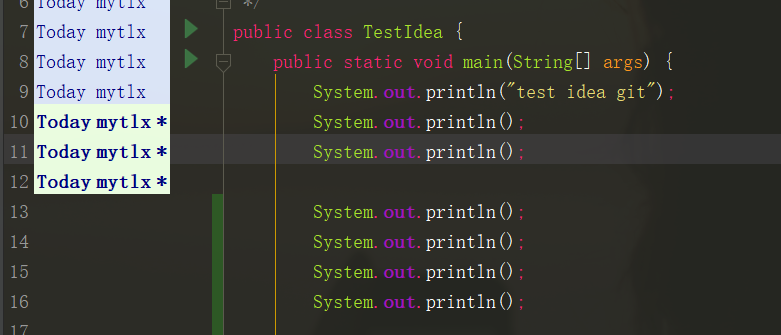 6 Today mytlx */
7 Today mytlx public class TestIdea {
8 Today mytlx public static void main(String[] args) {
9 Today mytlx System.out.println("test idea git");
10 Today mytlx * System.out.println();
11 Today mytlx * System.out.println();
12 Today mytlx *
13 System.out.println();
14 System.out.println();
15 System.out.println();
16 System.out.println();
17